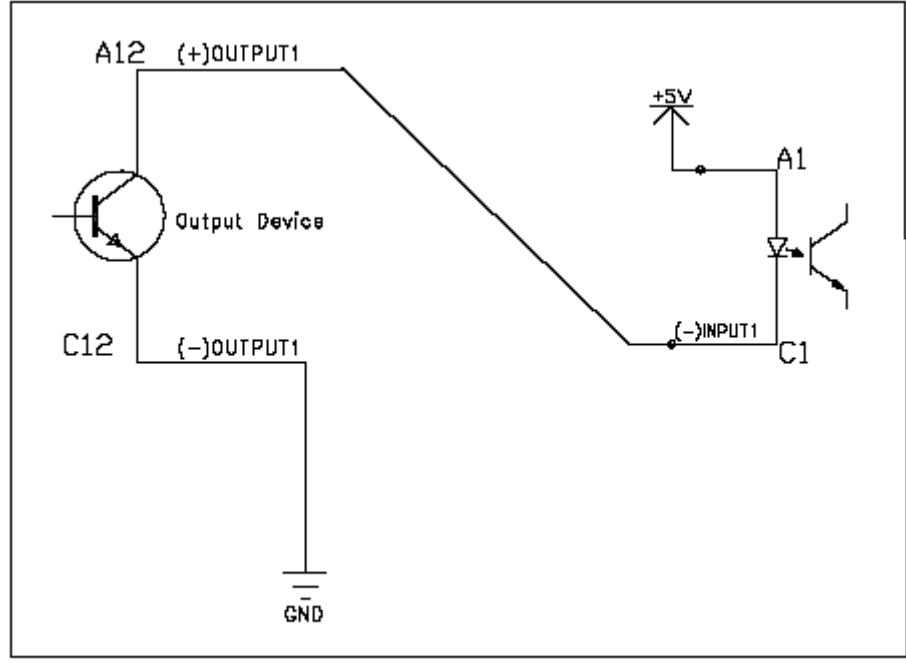 A12
(+)OUTPUT1
+5V
A1
Output Device
C12
(-)OUTPUT1
(-)INPUT1
C1
GND